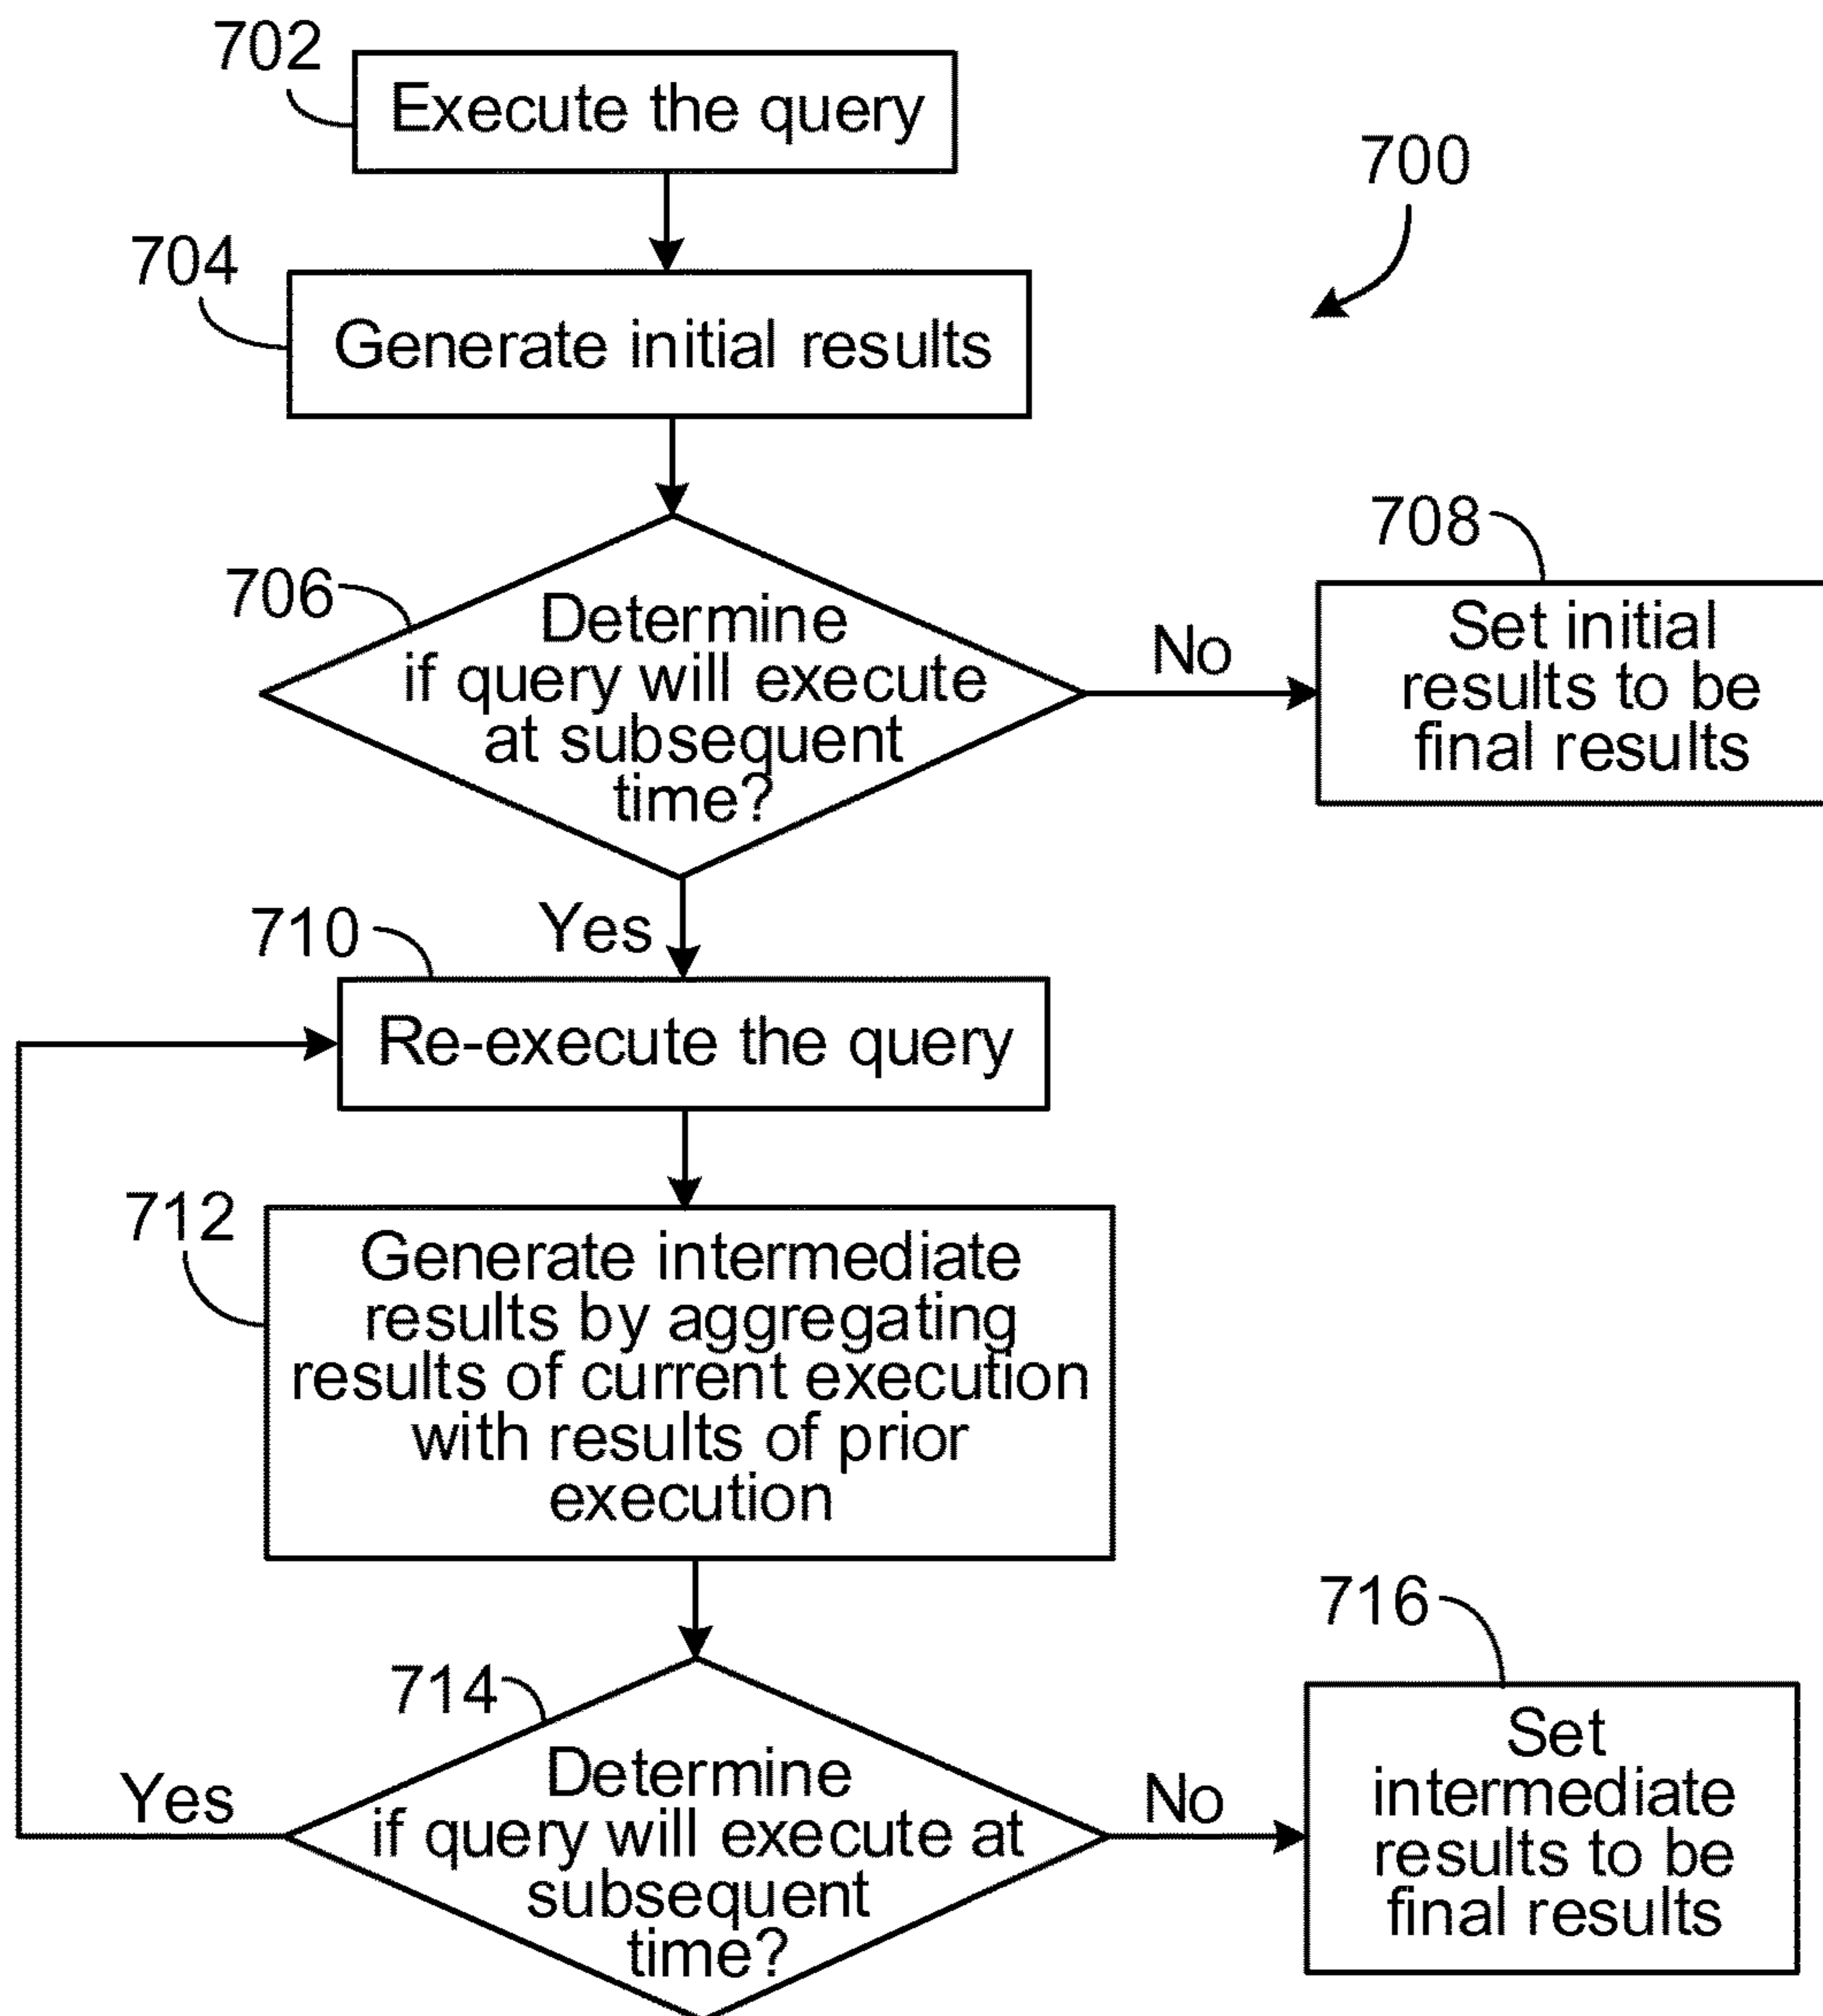 702
Execute the query
700
704
Generate initial results
706
Determine
if query will execute
at subsequent
time?
No
708
Set initial
results to be
final results
Yes
710
Re-execute the query
712
Generate intermediate
results by aggregating
results of current execution
with results of prior
execution
714
Determine
if query will execute at
subsequent
time?
Yes
No
716
Set
intermediate
results to be
final results